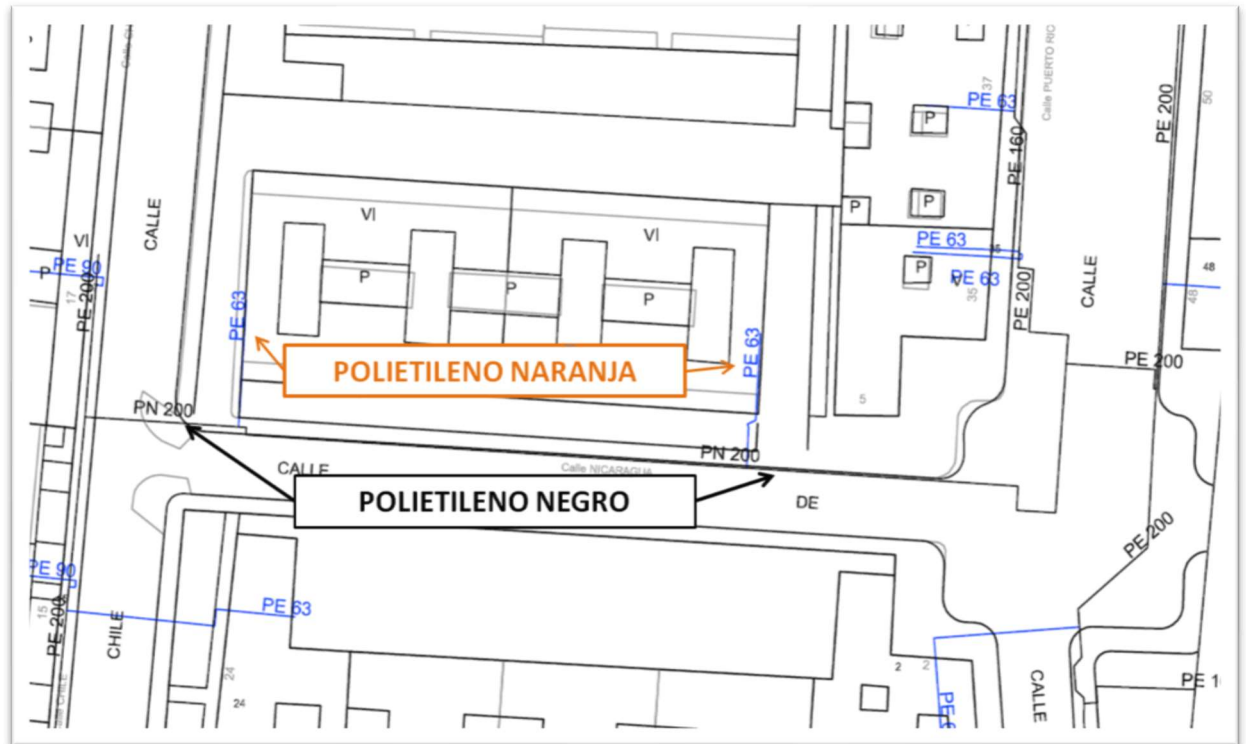 37
Calle PUERTO RICO
50
PE 63
PE 160
PE 200
P
CALLE
VI
VI
VI
P
P
PE 63
36
48
PE 90
P
P
P
P
P
PE 63
35
CALLE
48
17
PE 200
PE 63
PE 63
PE 200
POLIETILENO NARANJA
PE 200
5
PN 200
PN 200
CALLE
Calle NICARAGUA
POLIETILENO NEGRO
DE
PE 200
PE 90
PE 63
15
PE 200
CHILE
24
24
2
2
CALLE
PE 1